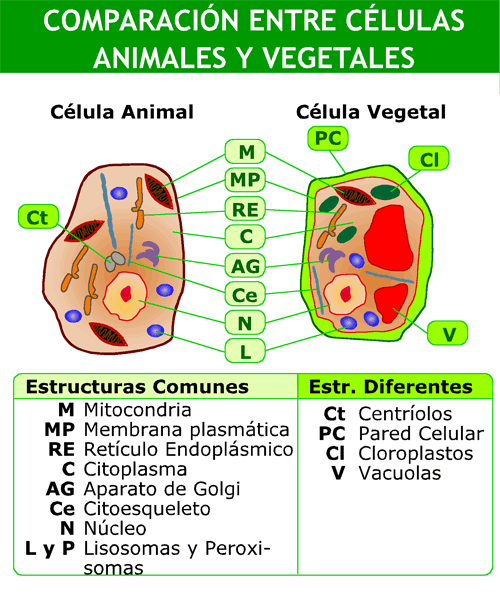 COMPARACIÓN ENTRE CÉLULAS
ANIMALES Y VEGETALES
Célula Animal
Célula Vegetal
PC
M
Cl
MP
RE
Ct
C
AG
Ce
N
V
L
Estructuras Comunes
M Mitocondria
MP Membrana plasmática
RE Retículo Endoplásmico
C Citoplasma
AG Aparato de Golgi
Ce Citoesqueleto
N Núcleo
L y P Lisosomas y Peroxi-
somas
Estr. Diferentes
Ct Centríolos
PC Pared Celular
Cl Cloroplastos
V Vacuolas